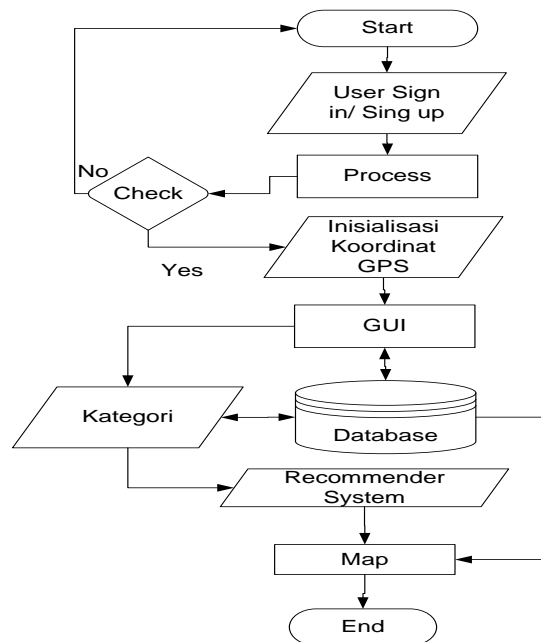 Start
User Sign
in/ Sing up
No
Check
Process
Yes
Inisialisasi
Koordinat
GPS
GUI
Kategori
Database
Recommender
System
Map
End